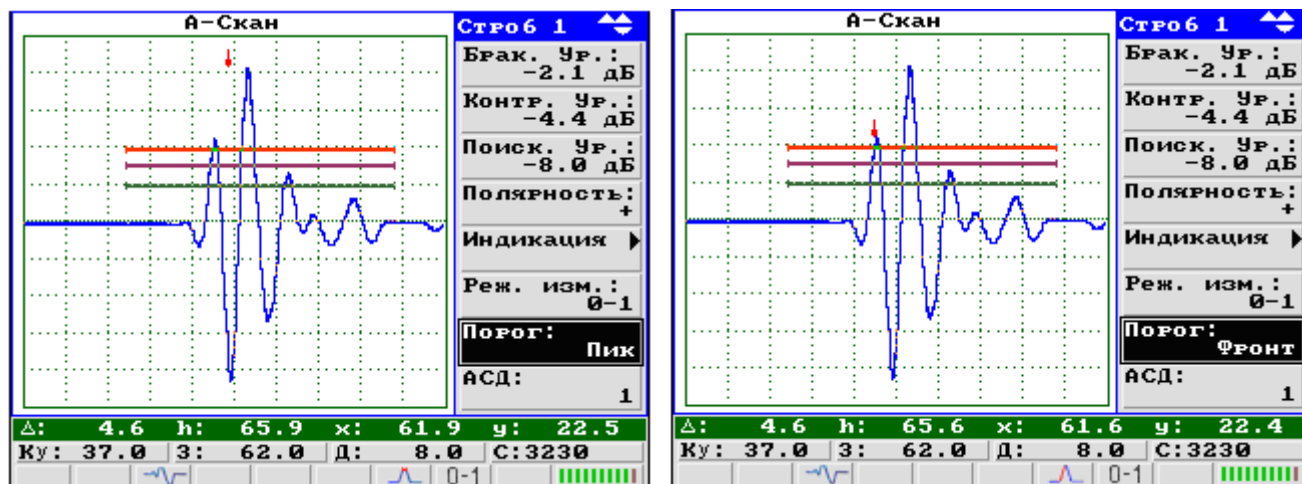 А-Скан
Строб 1
Брак. Ур.:
-2.1 дБ
Контр. Ур.:
-4.4 дБ
Поиск. Ур.:
-8.0 дБ
Полярность:
+
Индикация
Реж. изм.:
0-1
Порог:
Пик
АСД:
1
Δ: 4.6 h: 65.9 x: 61.9 y: 22.5
Ку: 37.0 З: 62.0 Д: 8.0 С:3230
0-1
А-Скан
Строб 1
Брак. Ур.:
-2.1 дБ
Контр. Ур.:
-4.4 дБ
Поиск. Ур.:
-8.0 дБ
Полярность:
+
Индикация
Реж. изм.:
0-1
Порог:
Фронт
АСД:
1
Δ: 4.6 h: 65.6 x: 61.6 y: 22.4
Ку: 37.0 З: 62.0 Д: 8.0 С:3230
0-1